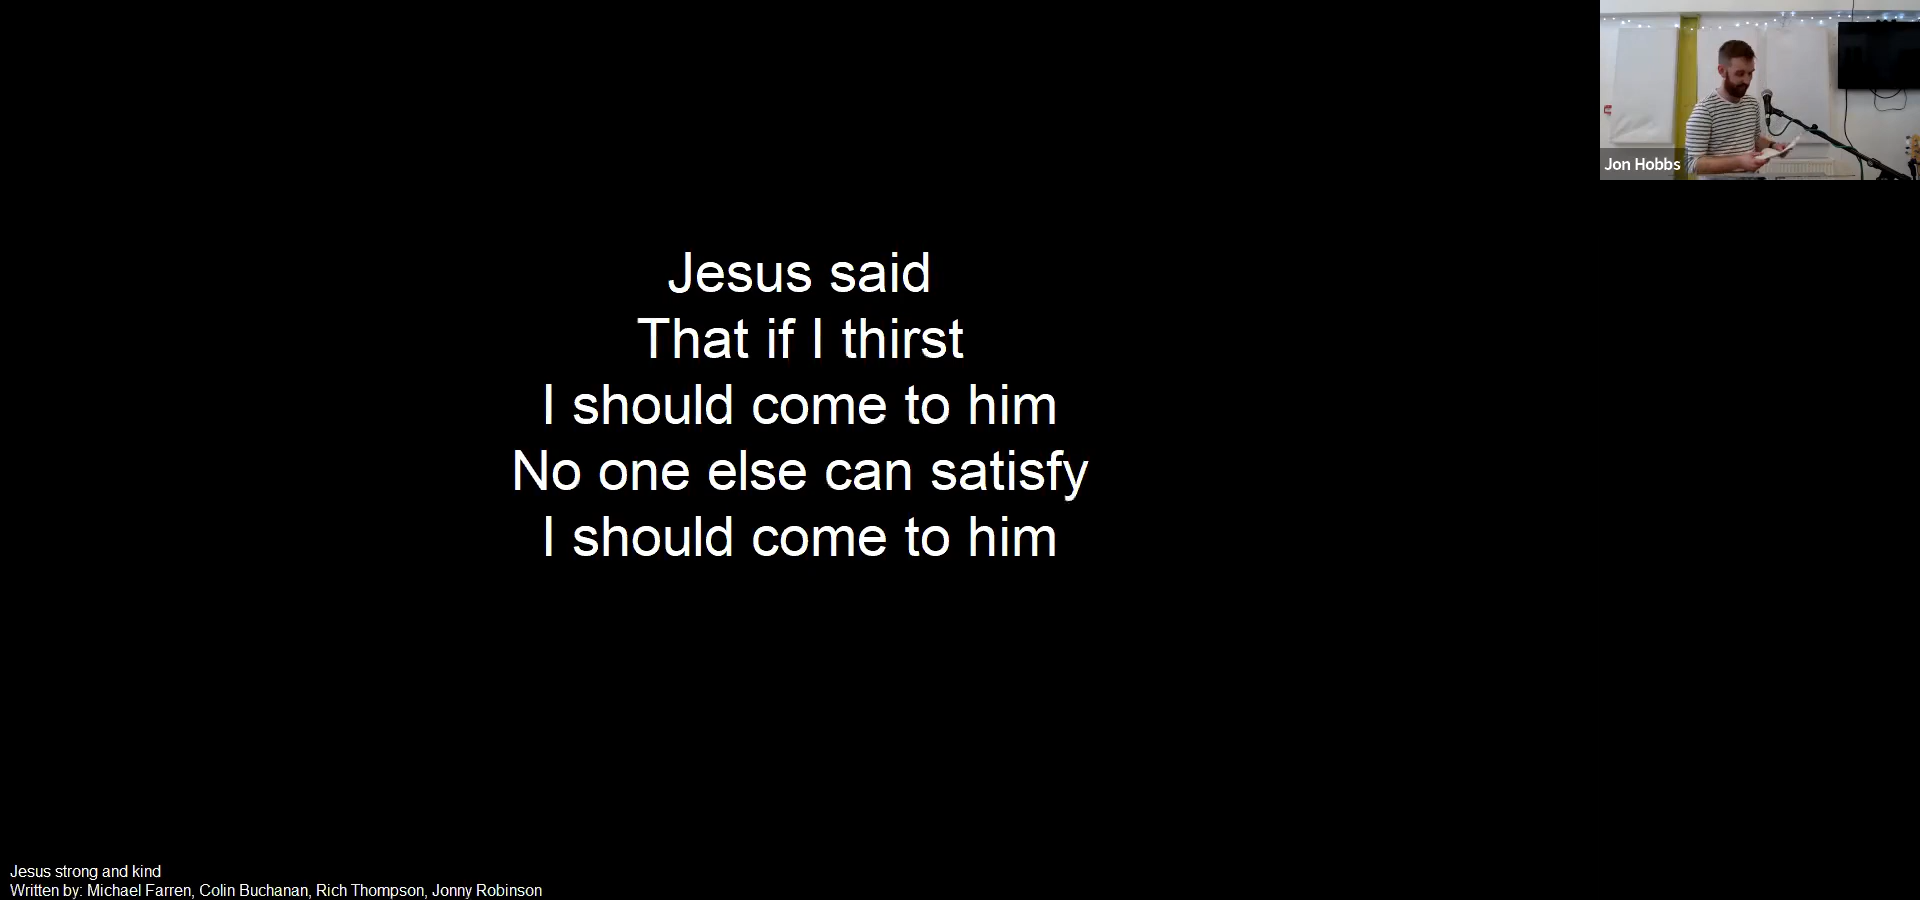 Jon Hobbs
Jesus said
That if I thirst
I should come to him
No one else can satisfy
I should come to him
Jesus strong and kind
Written by: Michael Farren, Colin Buchanan, Rich Thompson, Jonny Robinson